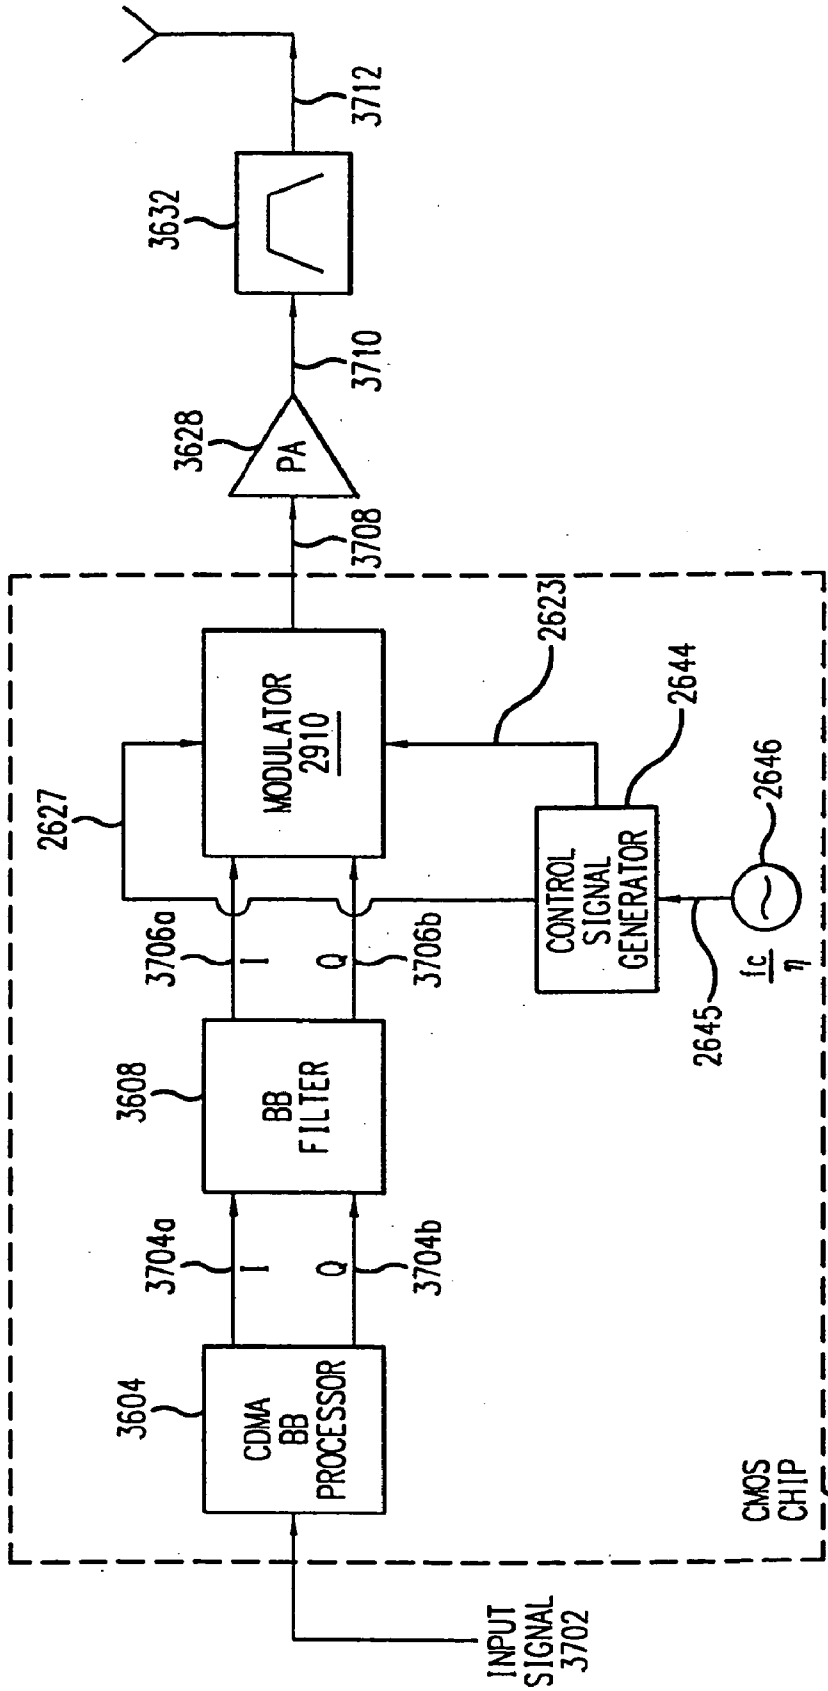 INPUT
SIGNAL
3702
3604
CDMA
BB
PROCESSOR
3704a
I
Q
3704b
3608
BB
FILTER
3706a
I
Q
3706b
2627
MODULATOR
2910
3708
3628
PA
3710
3632
3712
2623
CONTROL
SIGNAL
GENERATOR
2644
2645
fc
η
2646
CMOS
CHIP